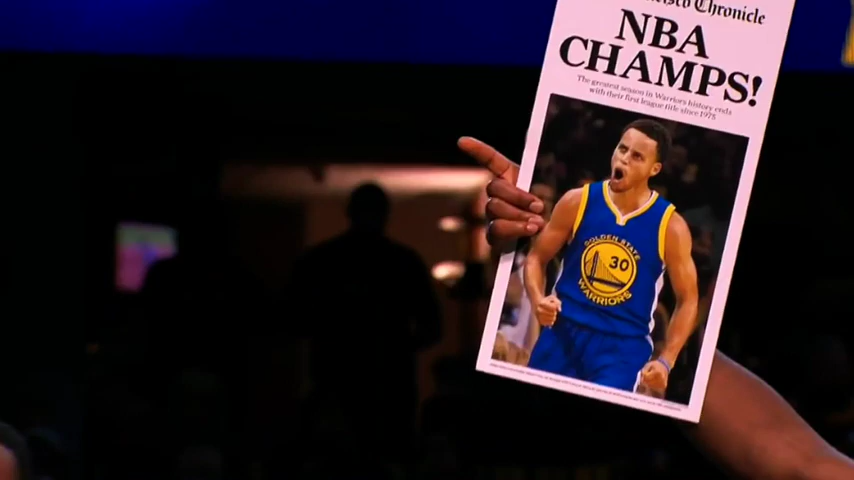 Chronicle
NBA
CHAMPS!
The greatest season in Warriors history ends
with their first league title since 1975
GOLDEN STATE
30
WARRIORS